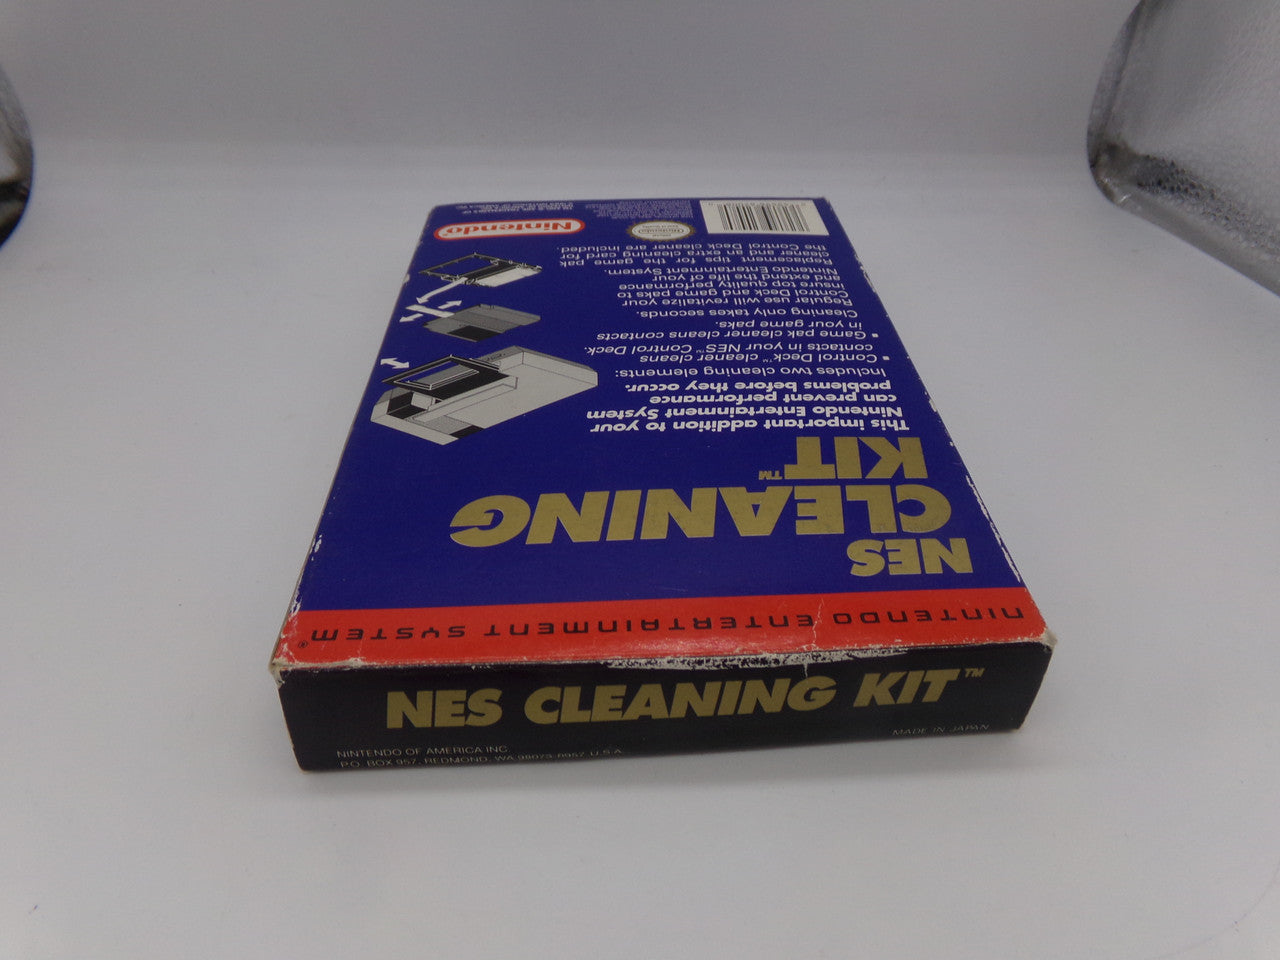 NINTENDO ENTERTAINMENT SYSTEM®
NES
CLEANING
KIT™
This important addition to your
Nintendo Entertainment System
can prevent performance
problems before they occur.
Includes two cleaning elements:
• Control Deck™ cleaner cleans
contacts in your NES™ Control Deck.
• Game pak cleaner cleans contacts
in your game paks.
Cleaning only takes seconds.
Regular use will revitalize your
Control Deck and game paks to
insure top quality performance
and extend the life of your
Nintendo Entertainment System.
Replacement tips for the game pak
cleaner and an extra cleaning card for
the Control Deck cleaner are included.
Nintendo®
NES CLEANING KIT™
NINTENDO OF AMERICA INC.
P.O. BOX 957, REDMOND, WA 98073-0957 U.S.A.
MADE IN JAPAN